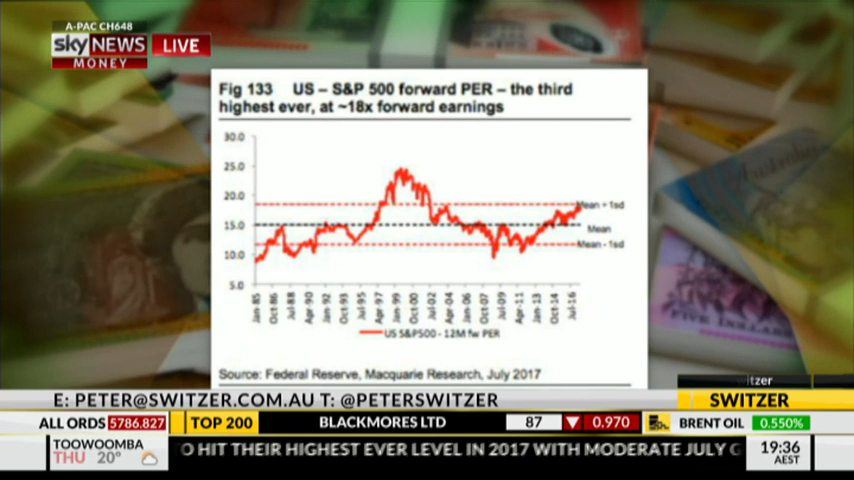 A-PAC CH648
sky NEWS LIVE
MONEY
Fig 133 US – S&P 500 forward PER – the third
highest ever, at ~18x forward earnings
30.0
25.0
20.0
15.0
10.0
5.0
Mean + 1sd
Mean
Mean - 1sd
Jan-85 Oct-86 Jul-88 Apr-90 Jan-92 Oct-93 Jul-95 Apr-97 Jan-99 Oct-00 Jul-02 Apr-04 Jan-06 Oct-07 Jul-09 Apr-11 Jan-13 Oct-14 Jul-16
US S&P500 - 12M fw PER
Source: Federal Reserve, Macquarie Research, July 2017
FIVE DOLLARS
itzer
E: PETER@SWITZER.COM.AU T: @PETERSWITZER SWITZER
ALL ORDS 5786.827 TOP 200 BLACKMORES LTD 87 0.970 BRENT OIL 0.550%
TOOWOOMBA
THU 20°
O HIT THEIR HIGHEST EVER LEVEL IN 2017 WITH MODERATE JULY G
19:36
AEST